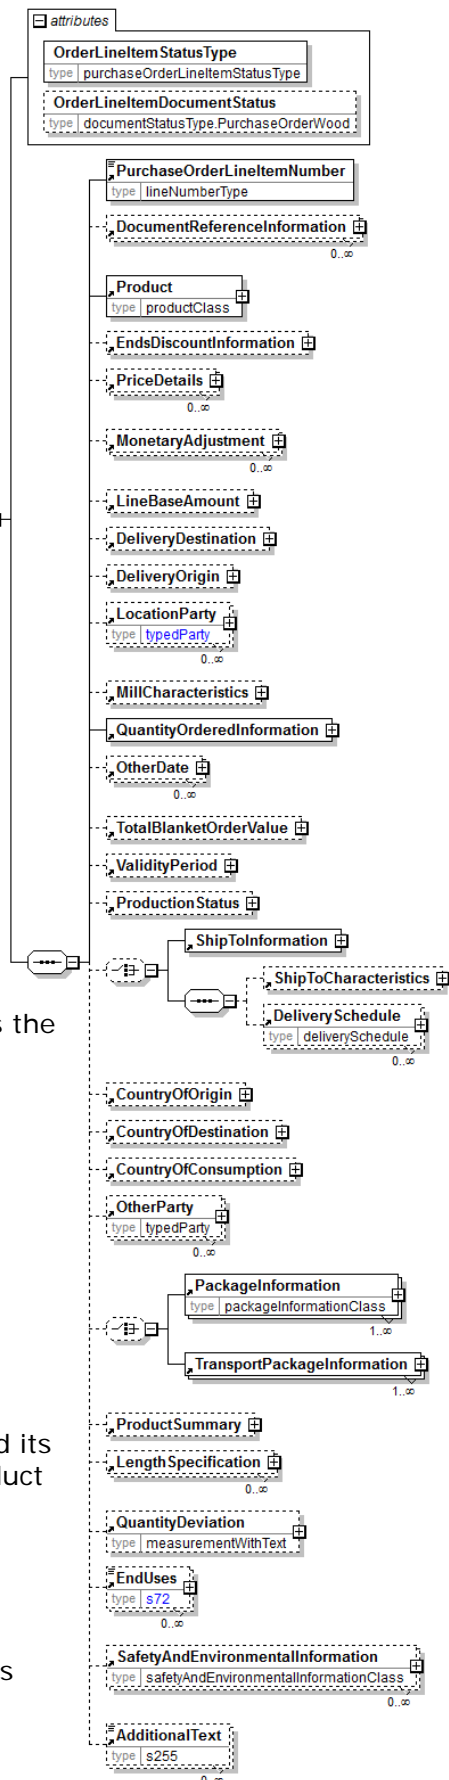 attributes
OrderLineItemStatusType
type purchaseOrderLineItemStatusType
OrderLineItemDocumentStatus
type documentStatusType.PurchaseOrderWood
PurchaseOrderLineItemNumber
type lineNumberType
DocumentReferenceInformation
0..∞
Product
type productClass
EndsDiscountInformation
PriceDetails
0..∞
MonetaryAdjustment
0..∞
LineBaseAmount
DeliveryDestination
DeliveryOrigin
LocationParty
type typedParty
0..∞
MillCharacteristics
QuantityOrderedInformation
OtherDate
0..∞
TotalBlanketOrderValue
ValidityPeriod
ProductionStatus
ShipToInformation
ShipToCharacteristics
DeliverySchedule
s the
type deliverySchedule
0..∞
CountryOfOrigin
CountryOfDestination
CountryOfConsumption
OtherParty
type typedParty
0..∞
PackageInformation
type packageInformationClass
1..∞
TransportPackageInformation
1..∞
ProductSummary
d its
LengthSpecification
duct
0..∞
QuantityDeviation
type measurementWithText
EndUses
type s72
0..∞
SafetyAndEnvironmentalInformation
s
type safetyAndEnvironmentalInformationClass
0..∞
AdditionalText
type s255
0..∞